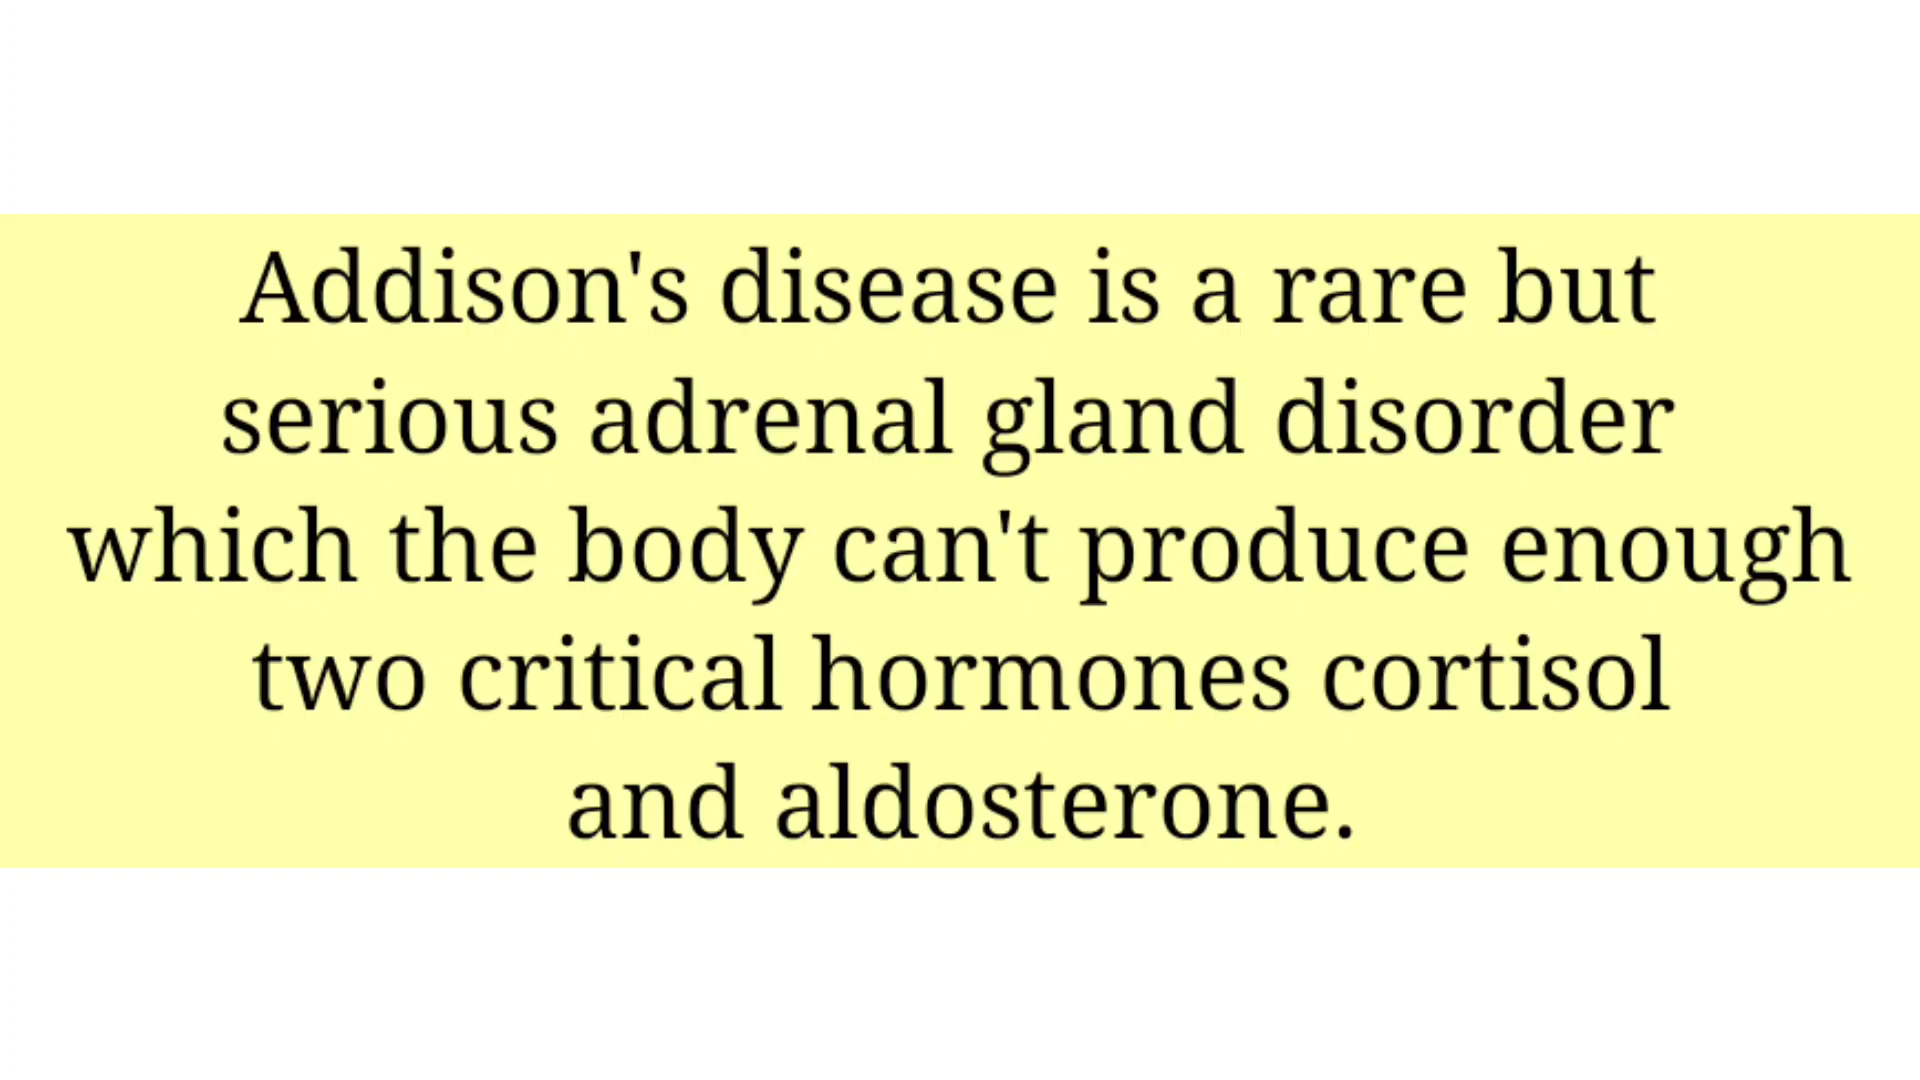 Addison's disease is a rare but
serious adrenal gland disorder
which the body can't produce enough
two critical hormones cortisol
and aldosterone.